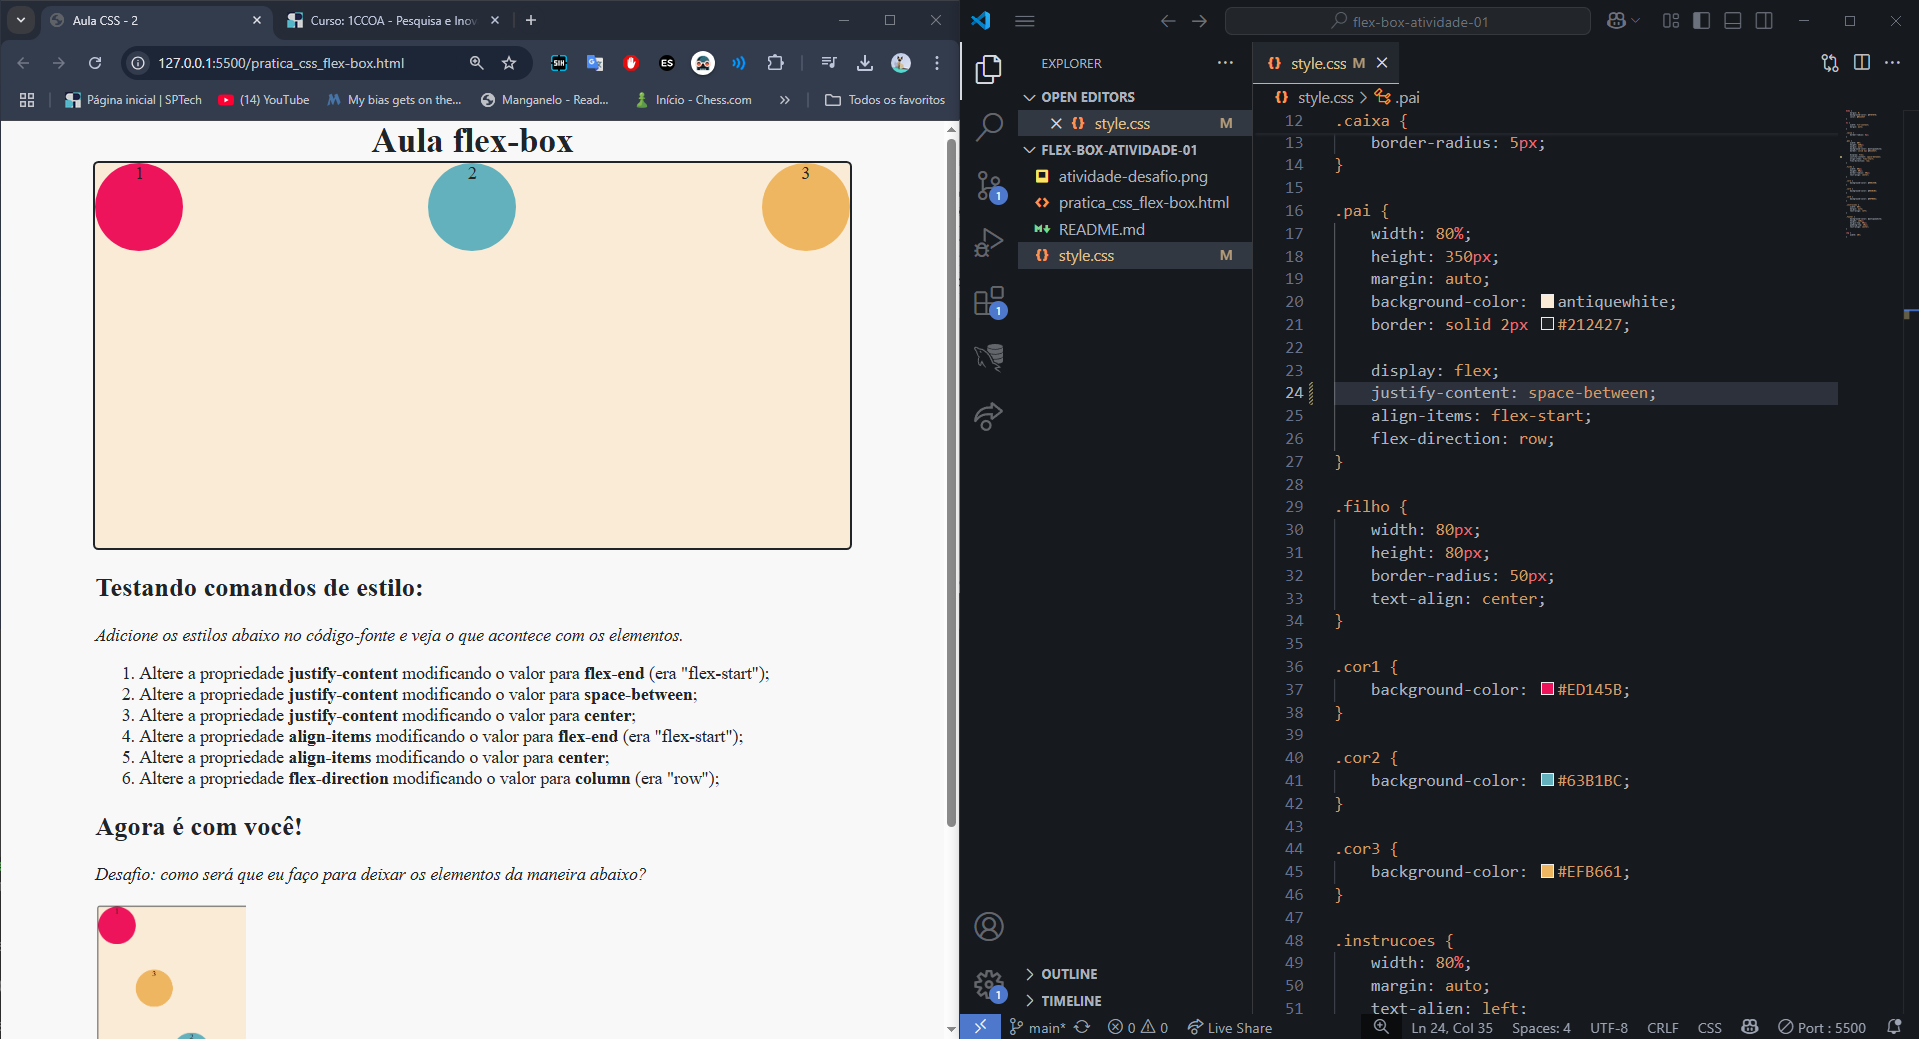 Aula CSS - 2
Curso: 1CCOA - Pesquisa e Inov
127.0.0.1:5500/pratica_css_flex-box.html
SIH
ES
Página inicial | SPTech
(14) YouTube
My bias gets on the...
Manganelo - Read...
Início - Chess.com
Todos os favoritos
Aula flex-box
1
2
3
Testando comandos de estilo:
Adicione os estilos abaixo no código-fonte e veja o que acontece com os elementos.
1. Altere a propriedade justify-content modificando o valor para flex-end (era "flex-start");
2. Altere a propriedade justify-content modificando o valor para space-between;
3. Altere a propriedade justify-content modificando o valor para center;
4. Altere a propriedade align-items modificando o valor para flex-end (era "flex-start");
5. Altere a propriedade align-items modificando o valor para center;
6. Altere a propriedade flex-direction modificando o valor para column (era "row");
Agora é com você!
Desafio: como será que eu faço para deixar os elementos da maneira abaixo?
3
2
flex-box-atividade-01
EXPLORER
OPEN EDITORS
style.css M
FLEX-BOX-ATIVIDADE-01
atividade-desafio.png
pratica_css_flex-box.html
README.md
style.css M
1
1
1
OUTLINE
TIMELINE
style.css M
style.css > .pai
12 .caixa {
13 border-radius: 5px;
14 }
15
16 .pai {
17 width: 80%;
18 height: 350px;
19 margin: auto;
20 background-color: antiquewhite;
21 border: solid 2px #212427;
22
23 display: flex;
24 justify-content: space-between;
25 align-items: flex-start;
26 flex-direction: row;
27 }
28
29 .filho {
30 width: 80px;
31 height: 80px;
32 border-radius: 50px;
33 text-align: center;
34 }
35
36 .cor1 {
37 background-color: #ED145B;
38 }
39
40 .cor2 {
41 background-color: #63B1BC;
42 }
43
44 .cor3 {
45 background-color: #EFB661;
46 }
47
48 .instrucoes {
49 width: 80%;
50 margin: auto;
51 text-align: left;
main* 0 0 Live Share Ln 24, Col 35 Spaces: 4 UTF-8 CRLF CSS Port : 5500